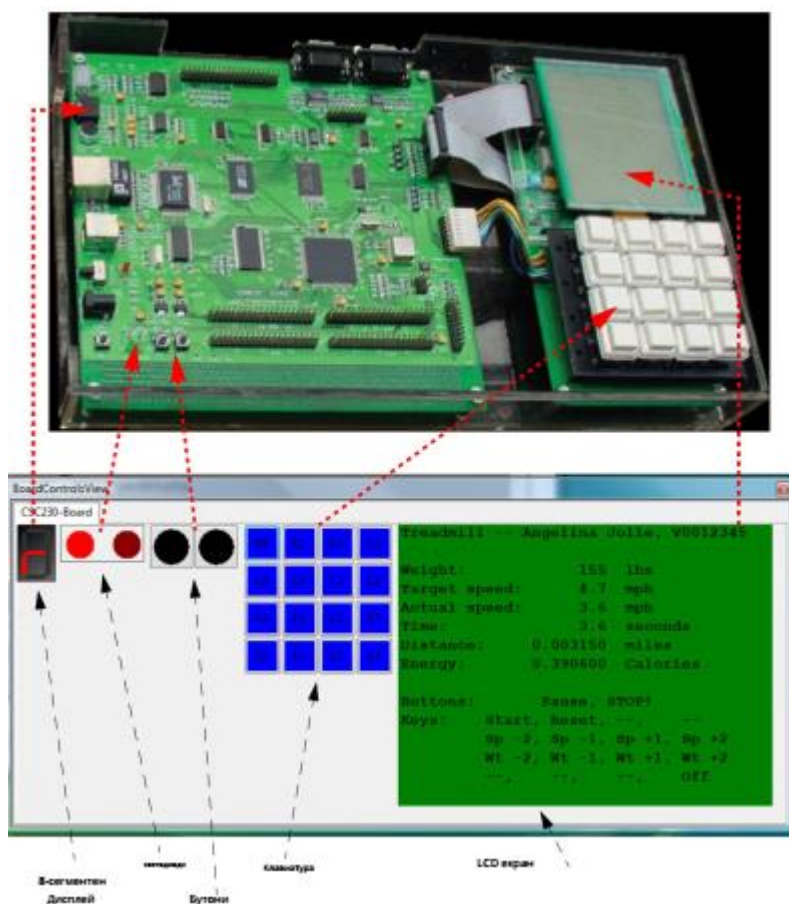 BoardControlsView
CSC230-Board
Treadmill -- Angelina Jolie, V0012345
Weight: 155 lbs
Target speed: 4.7 mph
Actual speed: 3.6 mph
Time: 3.6 seconds
Distance: 0.003150 miles
Energy: 0.390600 Calories
Buttons: Pause, STOP!
Keys: Start, Reset, --, --
Sp -2, Sp -1, Sp +1, Sp +2
Wt -2, Wt -1, Wt +1, Wt +2
--, --, --, Off
Клавиатура
LCD екран
8-сегментен
Дисплей
Бутони